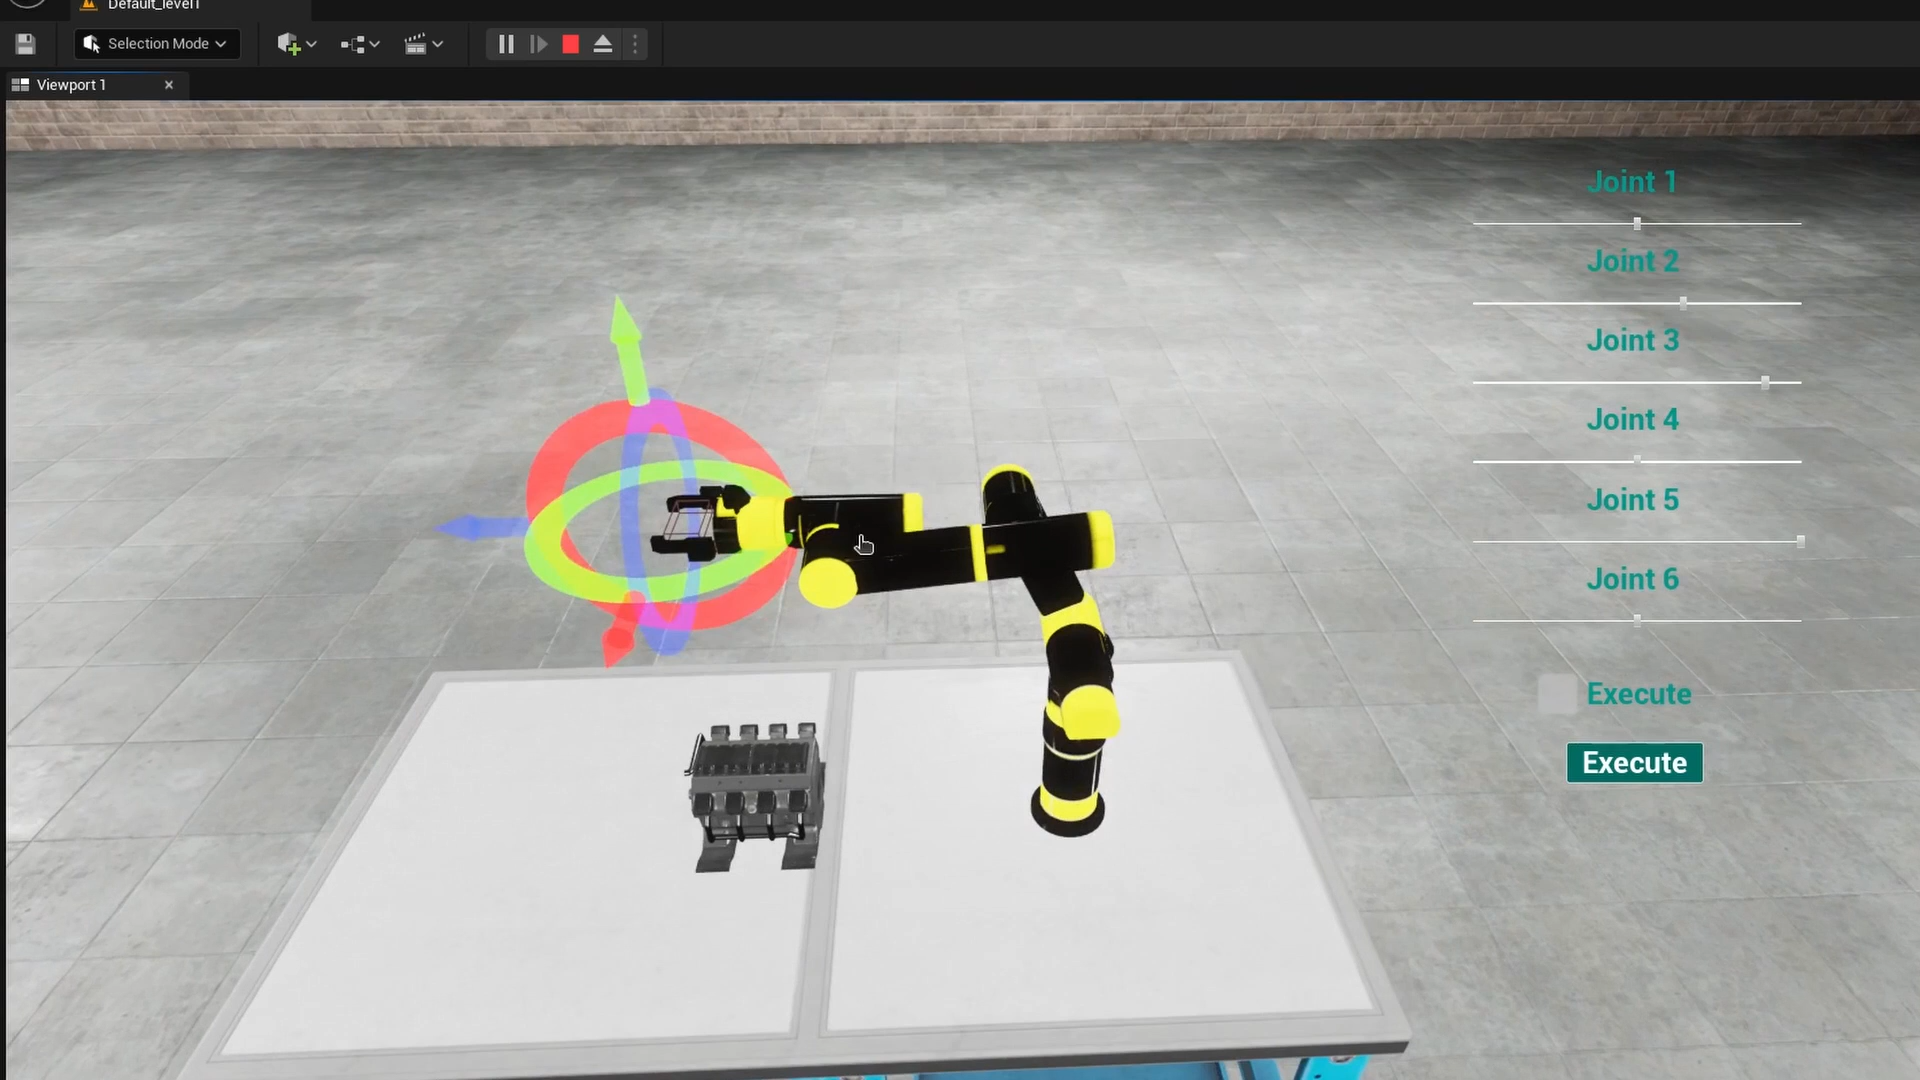 Default_level1
Selection Mode
Viewport 1
Joint 1
Joint 2
Joint 3
Joint 4
Joint 5
Joint 6
Execute
Execute